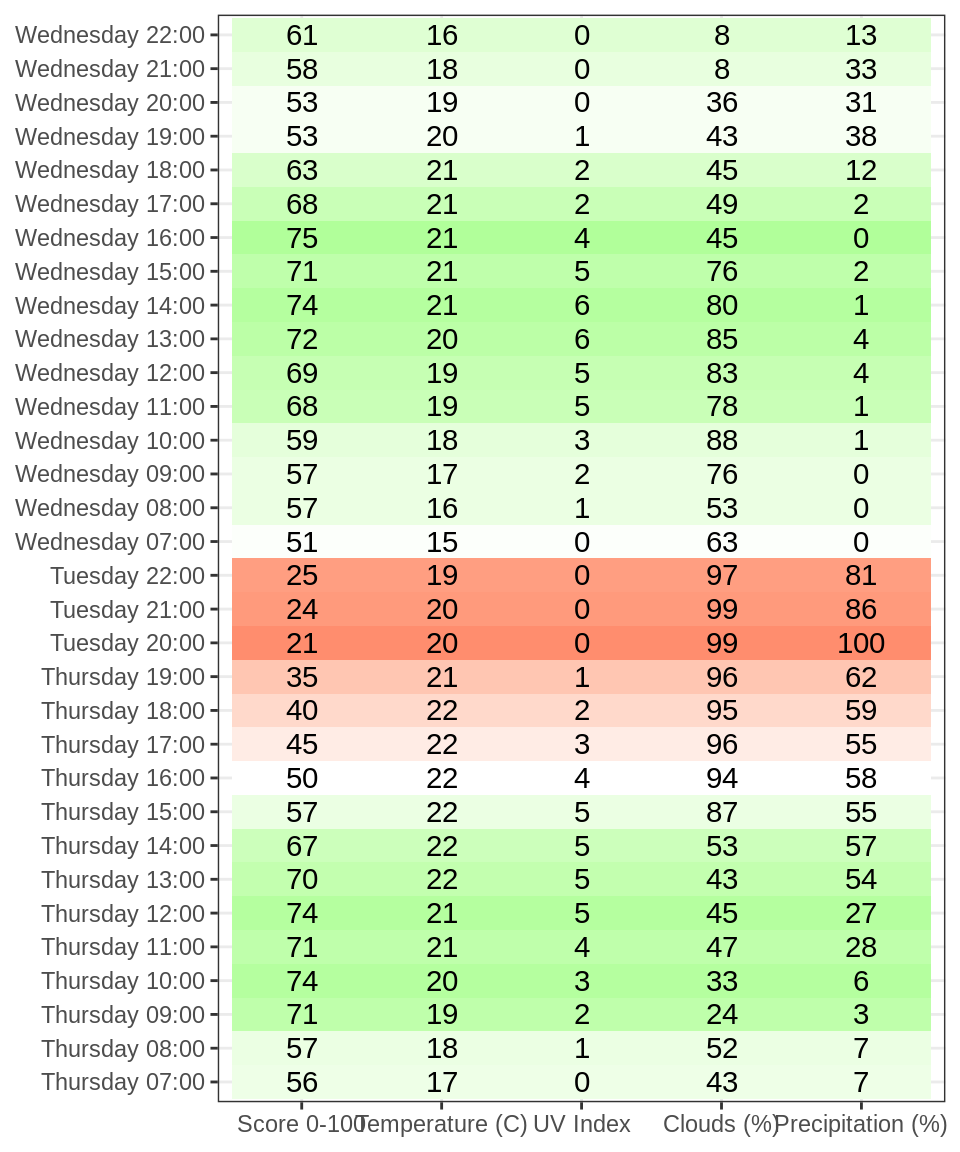 Wednesday 22:00 61 16 0 8 13
Wednesday 21:00 58 18 0 8 33
Wednesday 20:00 53 19 0 36 31
Wednesday 19:00 53 20 1 43 38
Wednesday 18:00 63 21 2 45 12
Wednesday 17:00 68 21 2 49 2
Wednesday 16:00 75 21 4 45 0
Wednesday 15:00 71 21 5 76 2
Wednesday 14:00 74 21 6 80 1
Wednesday 13:00 72 20 6 85 4
Wednesday 12:00 69 19 5 83 4
Wednesday 11:00 68 19 5 78 1
Wednesday 10:00 59 18 3 88 1
Wednesday 09:00 57 17 2 76 0
Wednesday 08:00 57 16 1 53 0
Wednesday 07:00 51 15 0 63 0
Tuesday 22:00 25 19 0 97 81
Tuesday 21:00 24 20 0 99 86
Tuesday 20:00 21 20 0 99 100
Thursday 19:00 35 21 1 96 62
Thursday 18:00 40 22 2 95 59
Thursday 17:00 45 22 3 96 55
Thursday 16:00 50 22 4 94 58
Thursday 15:00 57 22 5 87 55
Thursday 14:00 67 22 5 53 57
Thursday 13:00 70 22 5 43 54
Thursday 12:00 74 21 5 45 27
Thursday 11:00 71 21 4 47 28
Thursday 10:00 74 20 3 33 6
Thursday 09:00 71 19 2 24 3
Thursday 08:00 57 18 1 52 7
Thursday 07:00 56 17 0 43 7
Score 0-100 Temperature (C) UV Index Clouds (%) Precipitation (%)